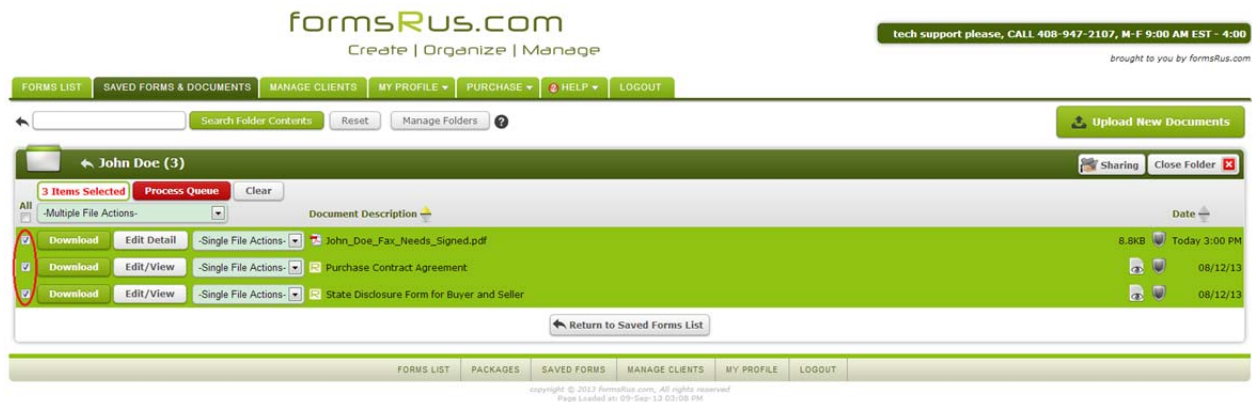 formsRus.com
Create | Organize | Manage
tech support please, CALL 408-947-2107, M-F 9:00 AM EST - 4:00
brought to you by formsRus.com
FORMS LIST SAVED FORMS & DOCUMENTS MANAGE CLIENTS MY PROFILE PURCHASE HELP LOGOUT
Search Folder Contents Reset Manage Folders ? Upload New Documents
John Doe (3) Sharing Close Folder
3 Items Selected Process Queue Clear
All -Multiple File Actions- Document Description Date
Download Edit Detail -Single File Actions- John_Doe_Fax_Needs_Signed.pdf 8.8KB Today 3:00 PM
Download Edit/View -Single File Actions- Purchase Contract Agreement 08/12/13
Download Edit/View -Single File Actions- State Disclosure Form for Buyer and Seller 08/12/13
Return to Saved Forms List
FORMS LIST PACKAGES SAVED FORMS MANAGE CLIENTS MY PROFILE LOGOUT
copyright © 2013 formsRus.com, All rights reserved
Page Loaded at: 09-Sep-13 03:08 PM